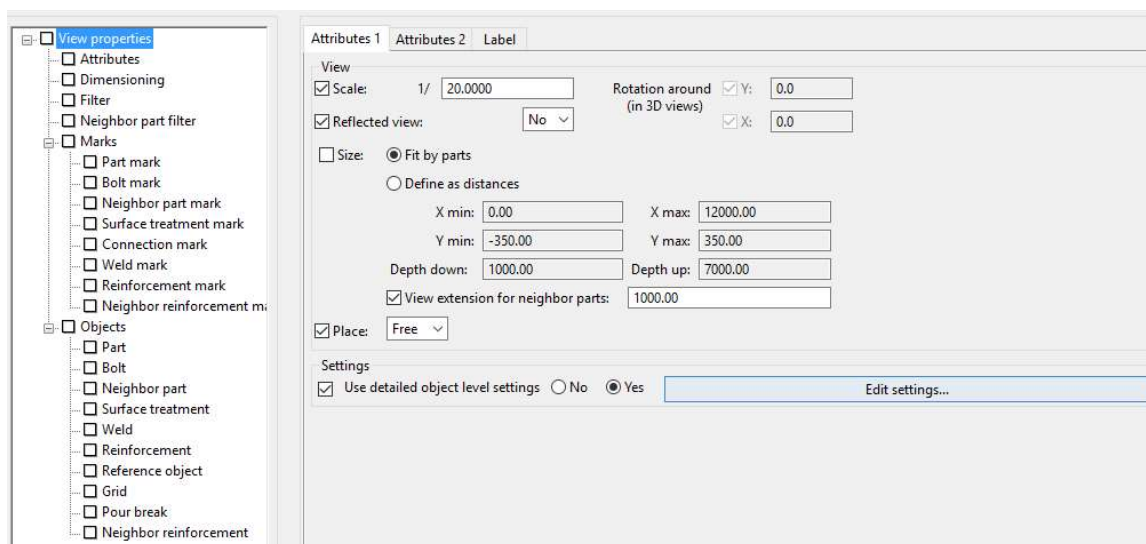 View properties
Attributes
Dimensioning
Filter
Neighbor part filter
Marks
Part mark
Bolt mark
Neighbor part mark
Surface treatment mark
Connection mark
Weld mark
Reinforcement mark
Neighbor reinforcement ma
Objects
Part
Bolt
Neighbor part
Surface treatment
Weld
Reinforcement
Reference object
Grid
Pour break
Neighbor reinforcement
Attributes 1 Attributes 2 Label
View
Scale: 1/ 20.0000 Rotation around Y: 0.0
(in 3D views)
Reflected view: No X: 0.0
Size: Fit by parts
Define as distances
X min: 0.00 X max: 12000.00
Y min: -350.00 Y max: 350.00
Depth down: 1000.00 Depth up: 7000.00
View extension for neighbor parts: 1000.00
Place: Free
Settings
Use detailed object level settings No Yes Edit settings...